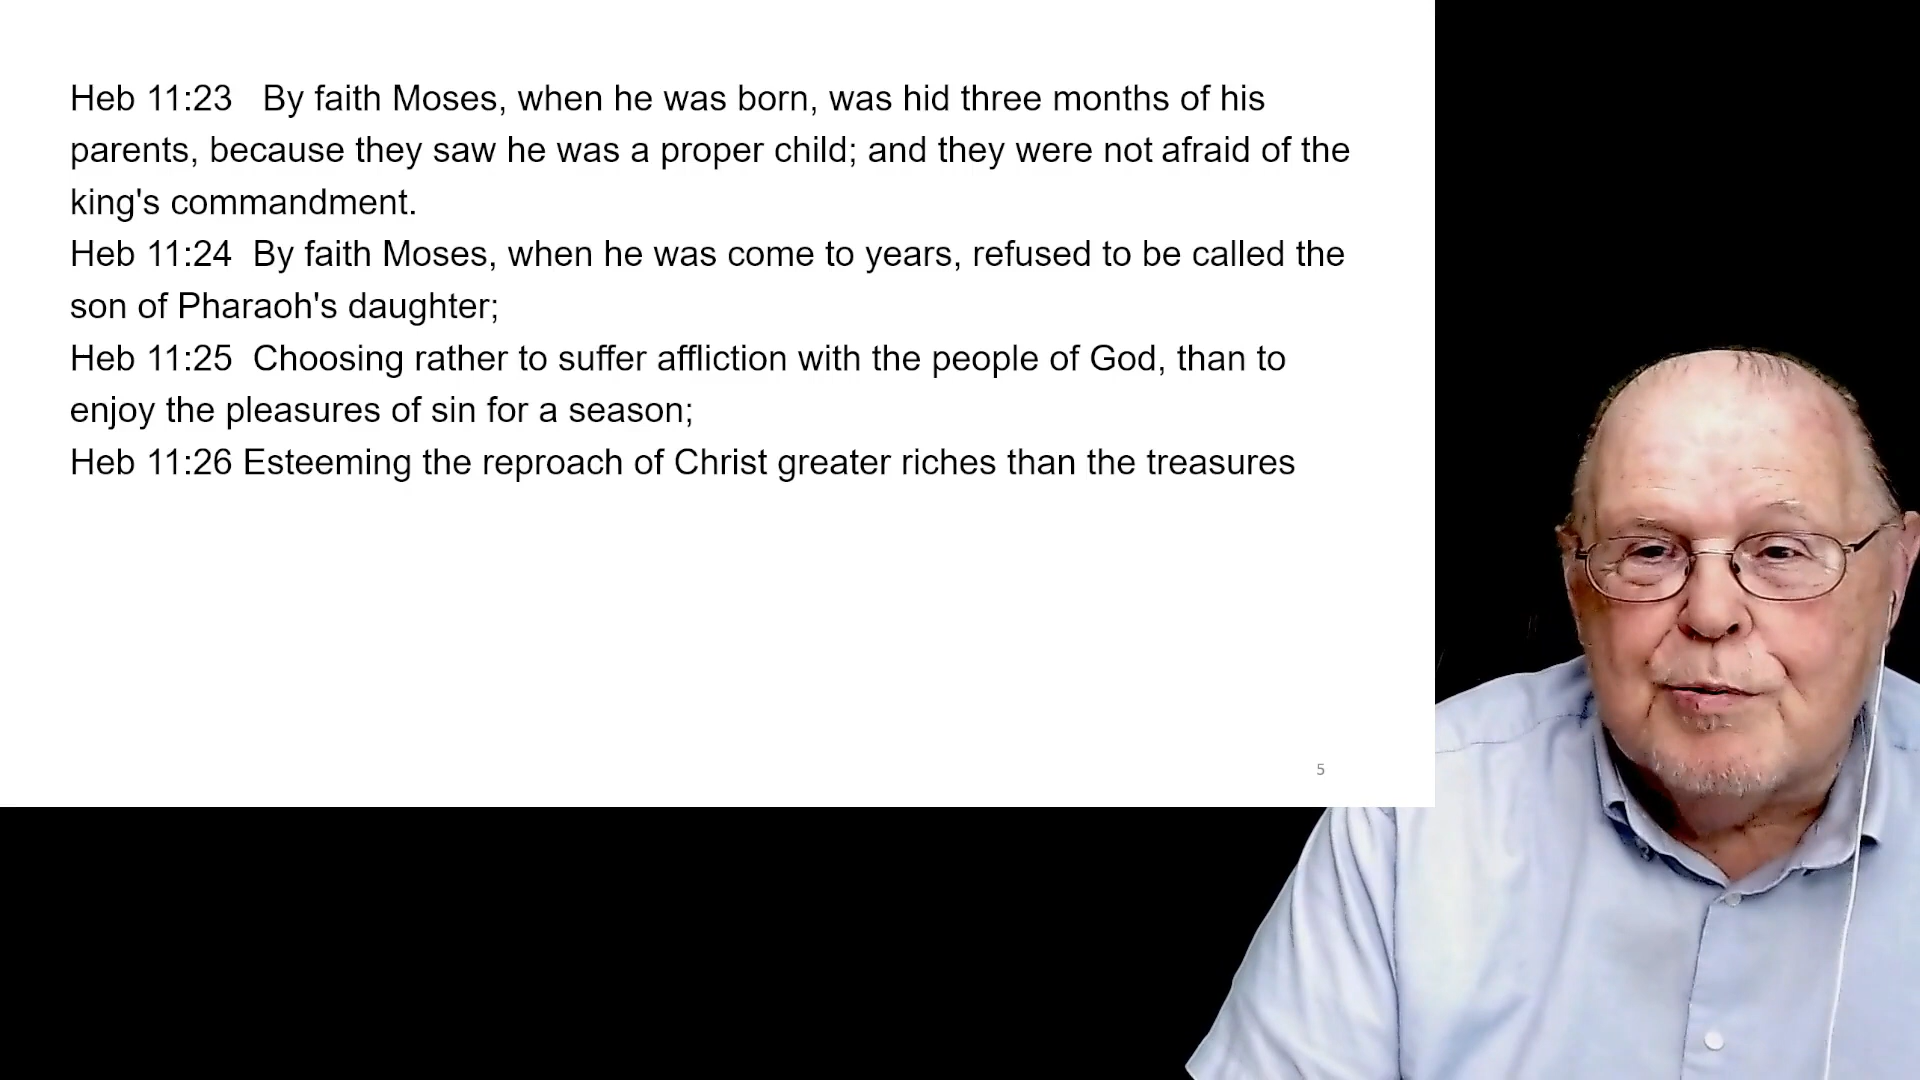 Heb 11:23   By faith Moses, when he was born, was hid three months of his
parents, because they saw he was a proper child; and they were not afraid of the
king's commandment.
Heb 11:24  By faith Moses, when he was come to years, refused to be called the
son of Pharaoh's daughter;
Heb 11:25  Choosing rather to suffer affliction with the people of God, than to
enjoy the pleasures of sin for a season;
Heb 11:26 Esteeming the reproach of Christ greater riches than the treasures
5